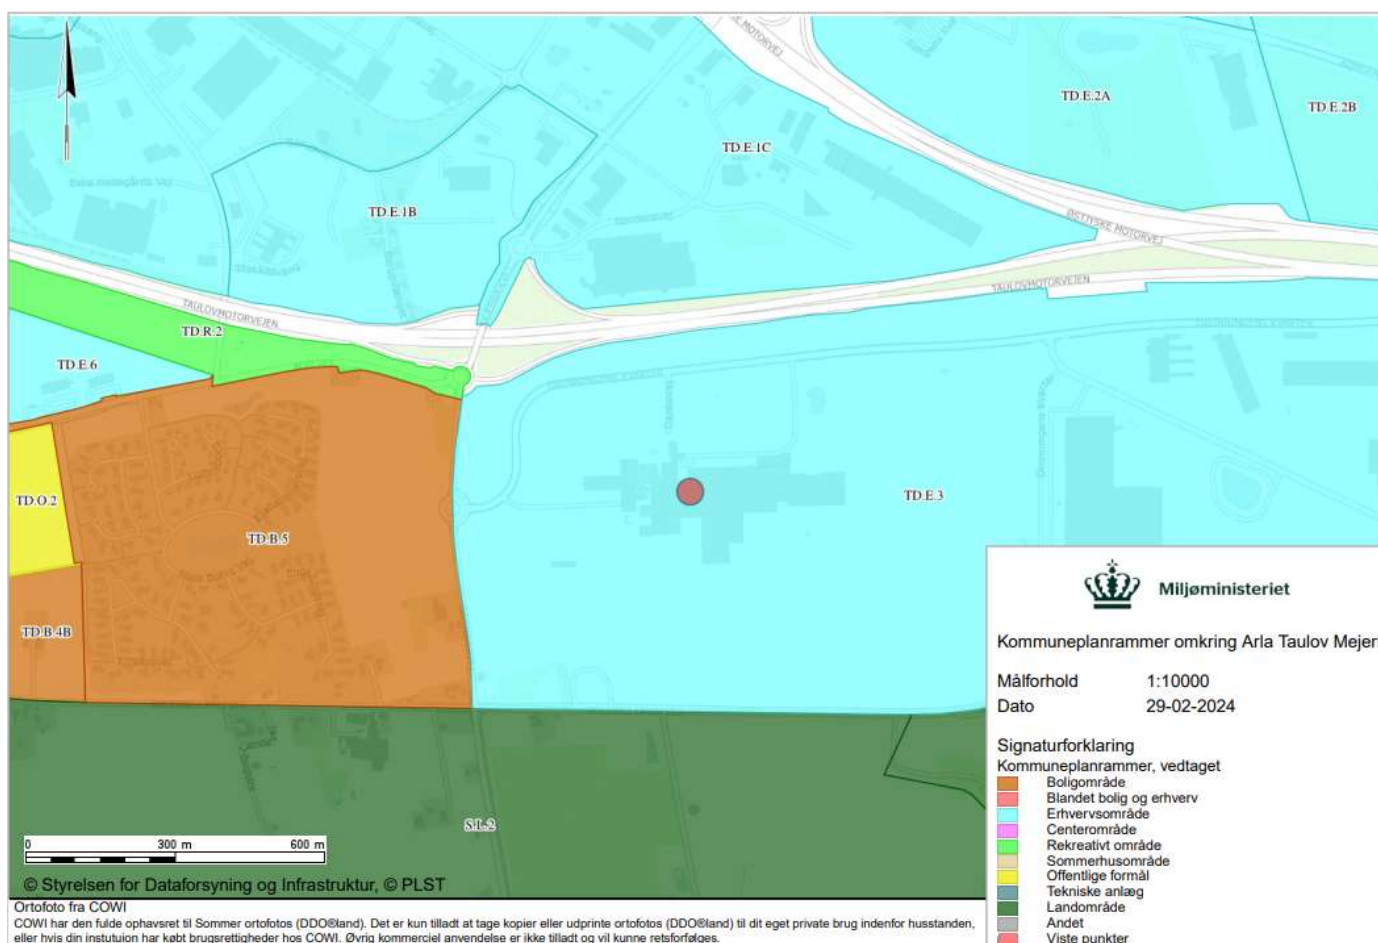 ØSTJYSKE MOTORVEJ
TD.E.2A
TD.E.2B
TD.E.1C
TD.E.1B
ØSTJYSKE MOTORVEJ
TAULOVMOTORVEJEN
TAULOVMOTORVEJEN
TD.R.2
TD.E.6
TD.O.2
TD.E.3
TD.B.5
TD.B.4B
S.L.2
Miljøministeriet
Kommuneplanrammer omkring Arla Taulov Mejer
Målforhold 1:10000
Dato 29-02-2024
Signaturforklaring
Kommuneplanrammer, vedtaget
Boligområde
Blandet bolig og erhverv
Erhvervsområde
Centerområde
Rekreativt område
Sommerhusområde
Offentlige formål
Tekniske anlæg
Landområde
Andet
Viste punkter
0 300 m 600 m
© Styrelsen for Dataforsyning og Infrastruktur, © PLST
Ortofoto fra COWI
COWI har den fulde ophavsret til Sommer ortofotos (DDO®land). Det er kun tilladt at tage kopier eller udprinte ortofotos (DDO®land) til dit eget private brug indenfor husstanden,
eller hvis din instutuion har købt brugsrettigheder hos COWI. Øvrig kommerciel anvendelse er ikke tilladt og vil kunne retsforfølges.